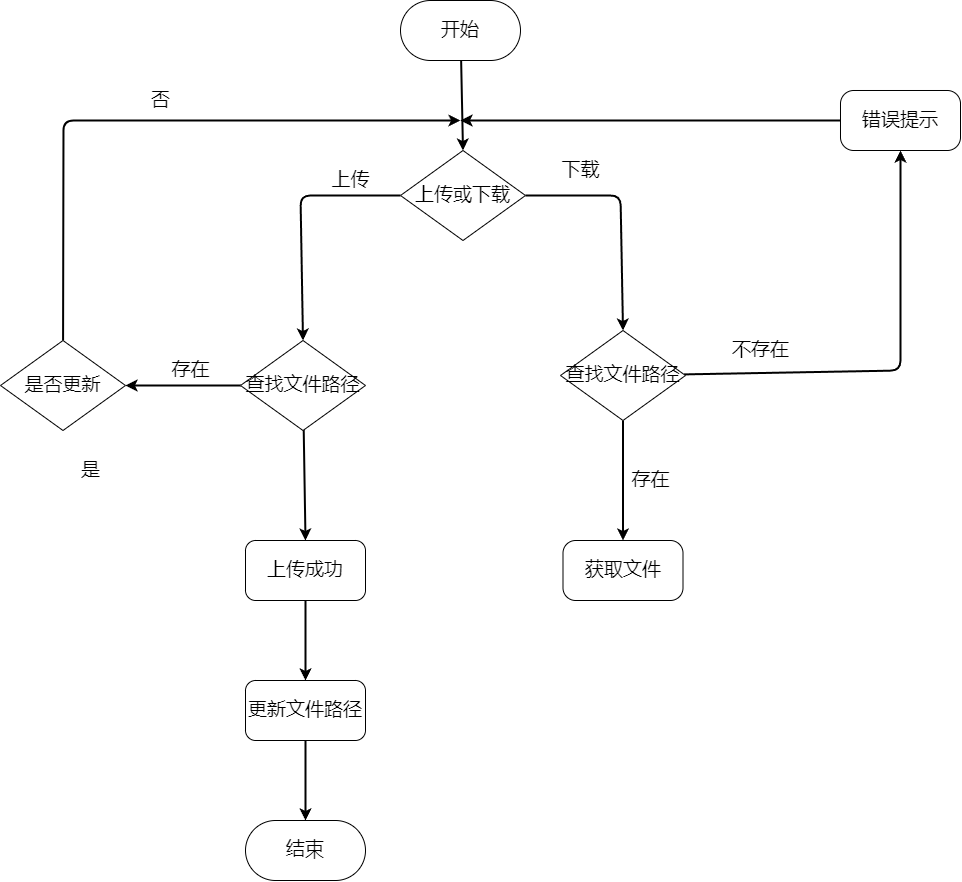 开始
否
错误提示
上传
下载
上传或下载
不存在
存在
是否更新
查找文件路径
查找文件路径
是
存在
上传成功
获取文件
更新文件路径
结束